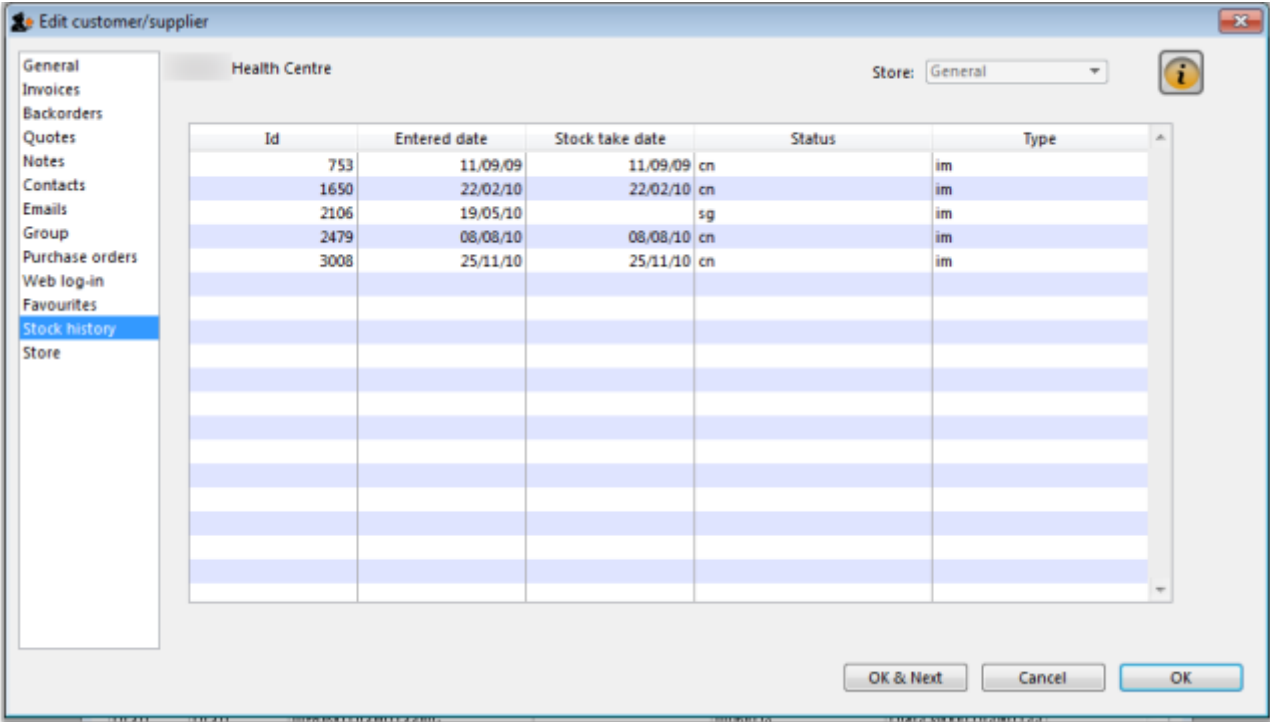 Edit customer/supplier
General
Invoices
Backorders
Quotes
Notes
Contacts
Emails
Group
Purchase orders
Web log-in
Favourites
Stock history
Store
Health Centre
Store: General
Id Entered date Stock take date Status Type
753 11/09/09 11/09/09 cn im
1650 22/02/10 22/02/10 cn im
2106 19/05/10 sg im
2479 08/08/10 08/08/10 cn im
3008 25/11/10 25/11/10 cn im
OK & Next Cancel OK